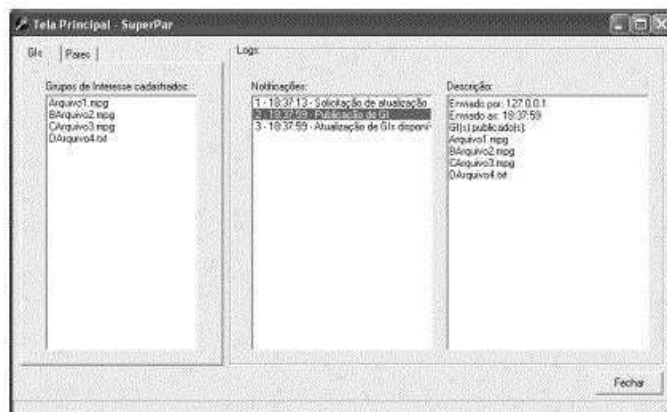 Tela Principal - SuperPar
GIs
Pares
Logs:
Grupos de Interesse cadastrados:
Arquivo1.mpg
BArquivo2.mpg
CArquivo3.mpg
DArquivo4.txt
Notificações:
1 - 18:37:13 - Solicitação de atualização
2 - 18:37:59 - Publicação de GI
3 - 18:37:59 - Atualização de GIs disponív
Descrição:
Enviado por: 127.0.0.1
Enviado as: 18:37:59
GI(s) publicado(s):
Arquivo1.mpg
BArquivo2.mpg
CArquivo3.mpg
DArquivo4.txt
Fechar